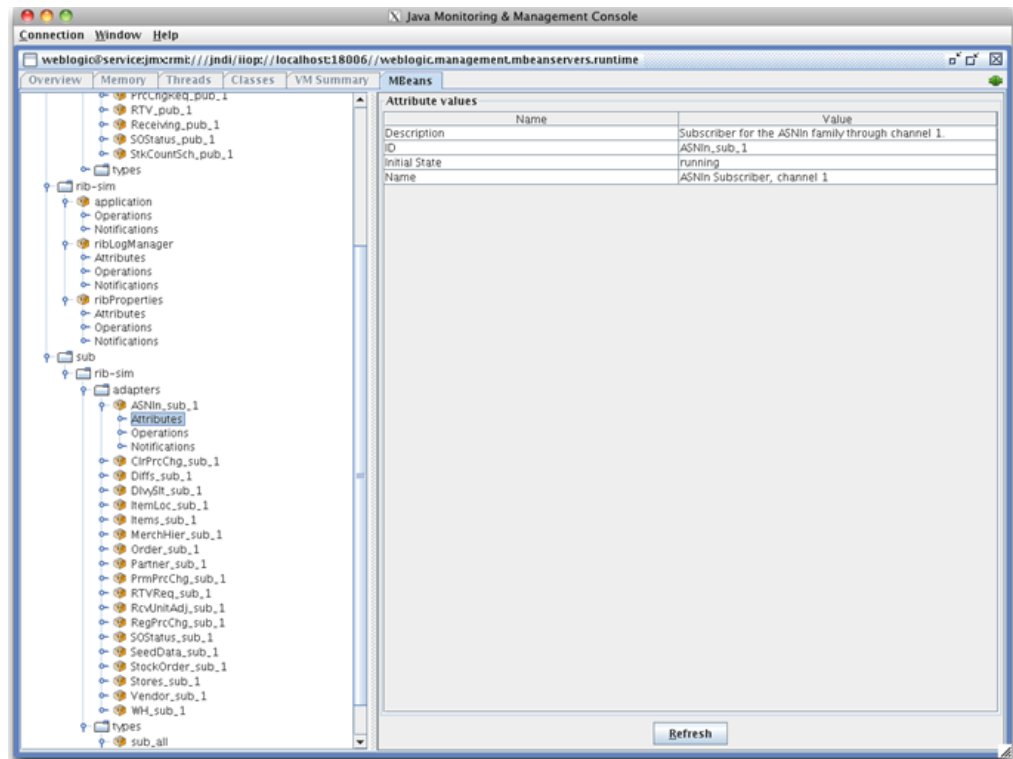 Java Monitoring & Management Console
Connection Window Help
weblogic@service:jmx:rmi:///jndi/iiop://localhost:18006//weblogic.management.mbeanservers.runtime
Overview Memory Threads Classes VM Summary MBeans
PrcChgReq_pub_1
RTV_pub_1
Receiving_pub_1
SOStatus_pub_1
StkCountSch_pub_1
types
rib-sim
application
Operations
Notifications
ribLogManager
Attributes
Operations
Notifications
ribProperties
Attributes
Operations
Notifications
sub
rib-sim
adapters
ASNIn_sub_1
Attributes
Operations
Notifications
ClrPrcChg_sub_1
Diffs_sub_1
DlvySlt_sub_1
ItemLoc_sub_1
Items_sub_1
MerchHier_sub_1
Order_sub_1
Partner_sub_1
PrmPrcChg_sub_1
RTVReq_sub_1
RcvUnitAdj_sub_1
RegPrcChg_sub_1
SOStatus_sub_1
SeedData_sub_1
StockOrder_sub_1
Stores_sub_1
Vendor_sub_1
WH_sub_1
types
sub_all
Attribute values
Name Value
Description Subscriber for the ASNIn family through channel 1.
ID ASNIn_sub_1
Initial State running
Name ASNIn Subscriber, channel 1
Refresh